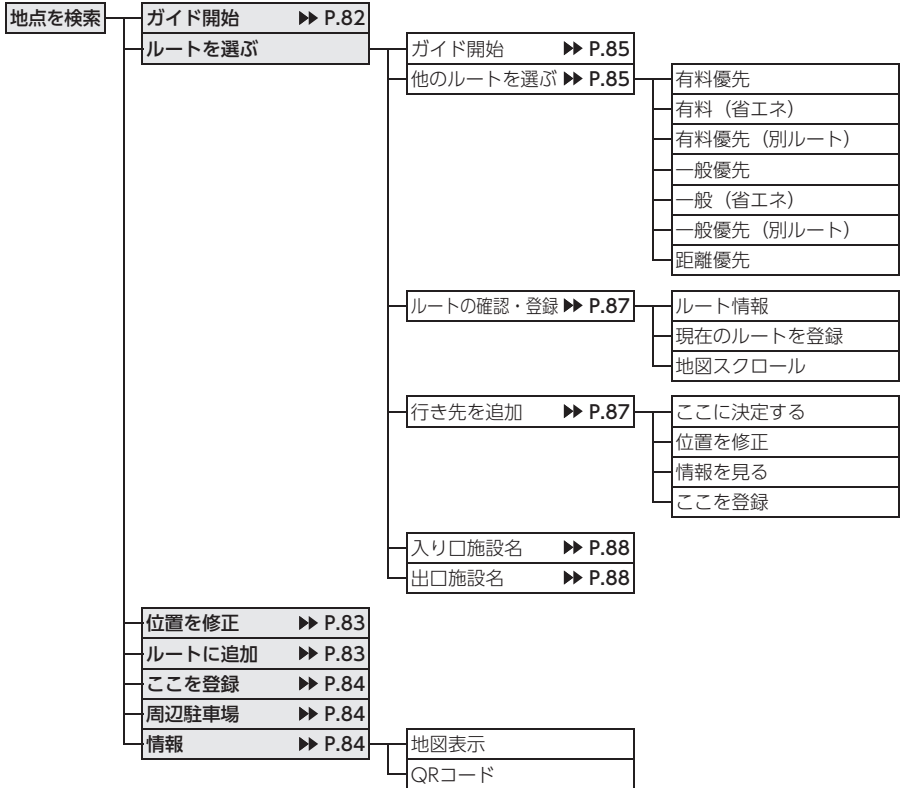 地点を検索
ガイド開始 ▶▶ P.82
ルートを選ぶ
ガイド開始 ▶▶ P.85
他のルートを選ぶ ▶▶ P.85
有料優先
有料（省エネ）
有料優先（別ルート）
一般優先
一般（省エネ）
一般優先（別ルート）
距離優先
ルートの確認・登録 ▶▶ P.87
ルート情報
現在のルートを登録
地図スクロール
行き先を追加 ▶▶ P.87
ここに決定する
位置を修正
情報を見る
ここを登録
入り口施設名 ▶▶ P.88
出口施設名 ▶▶ P.88
位置を修正 ▶▶ P.83
ルートに追加 ▶▶ P.83
ここを登録 ▶▶ P.84
周辺駐車場 ▶▶ P.84
情報 ▶▶ P.84
地図表示
QRコード